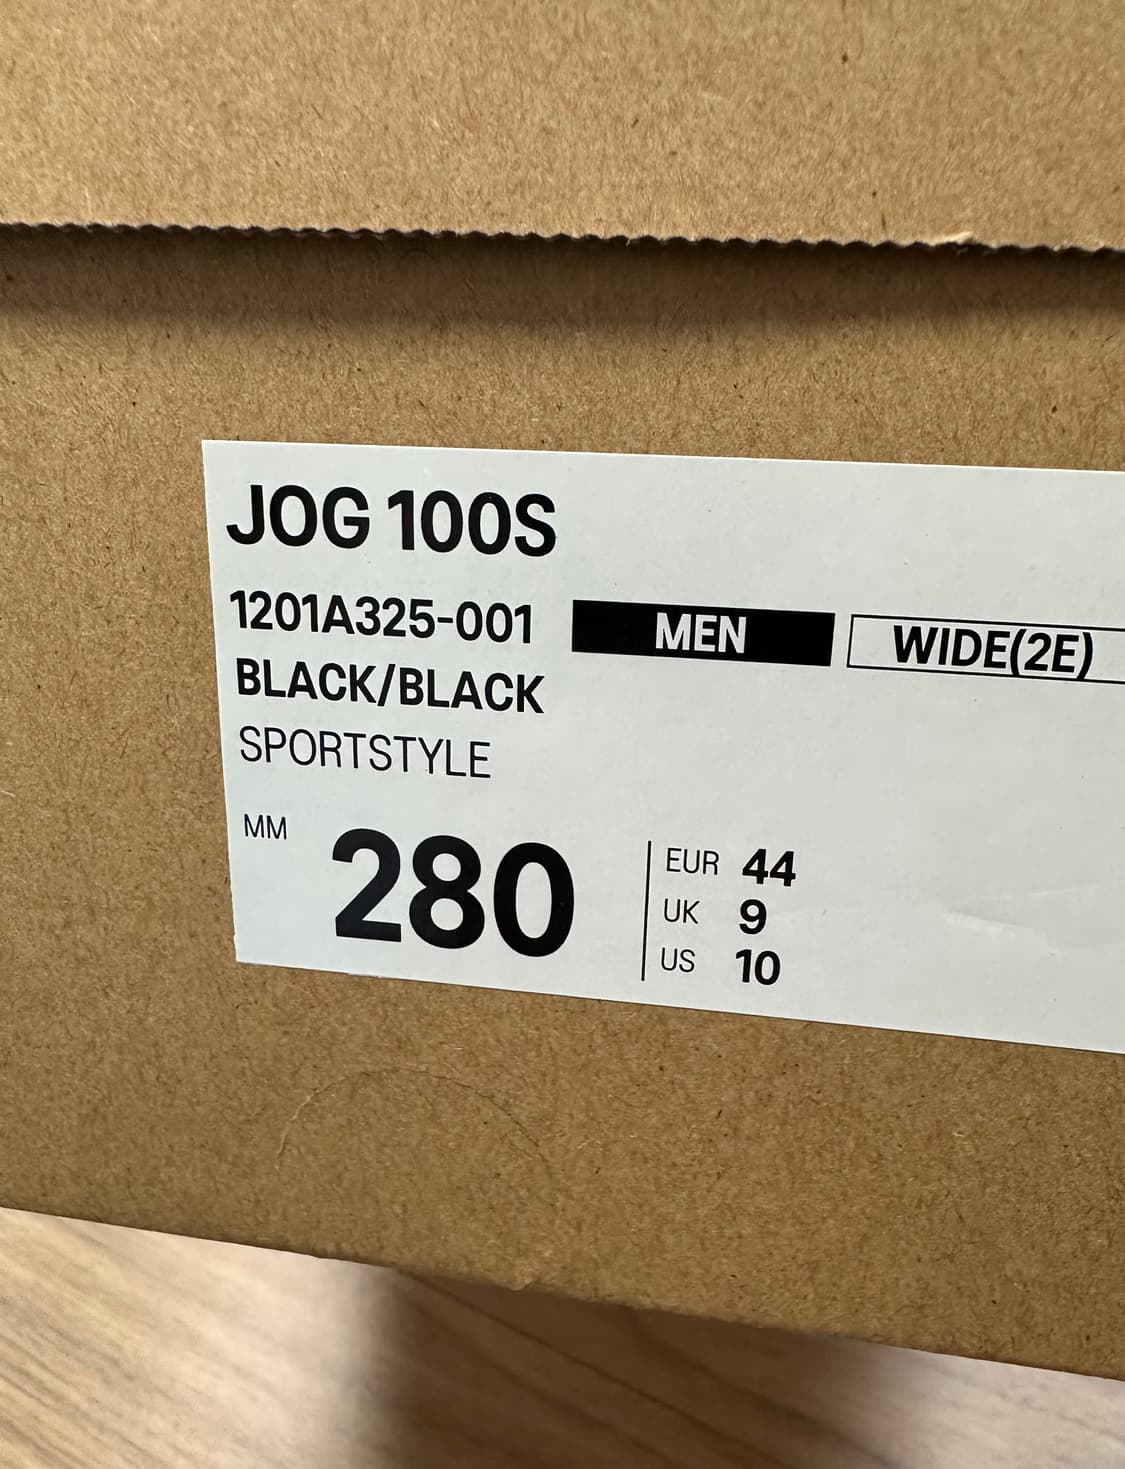 JOG 100S
1201A325-001 MEN WIDE(2E)
BLACK/BLACK
SPORTSTYLE
MM 280
EUR 44
UK 9
US 10